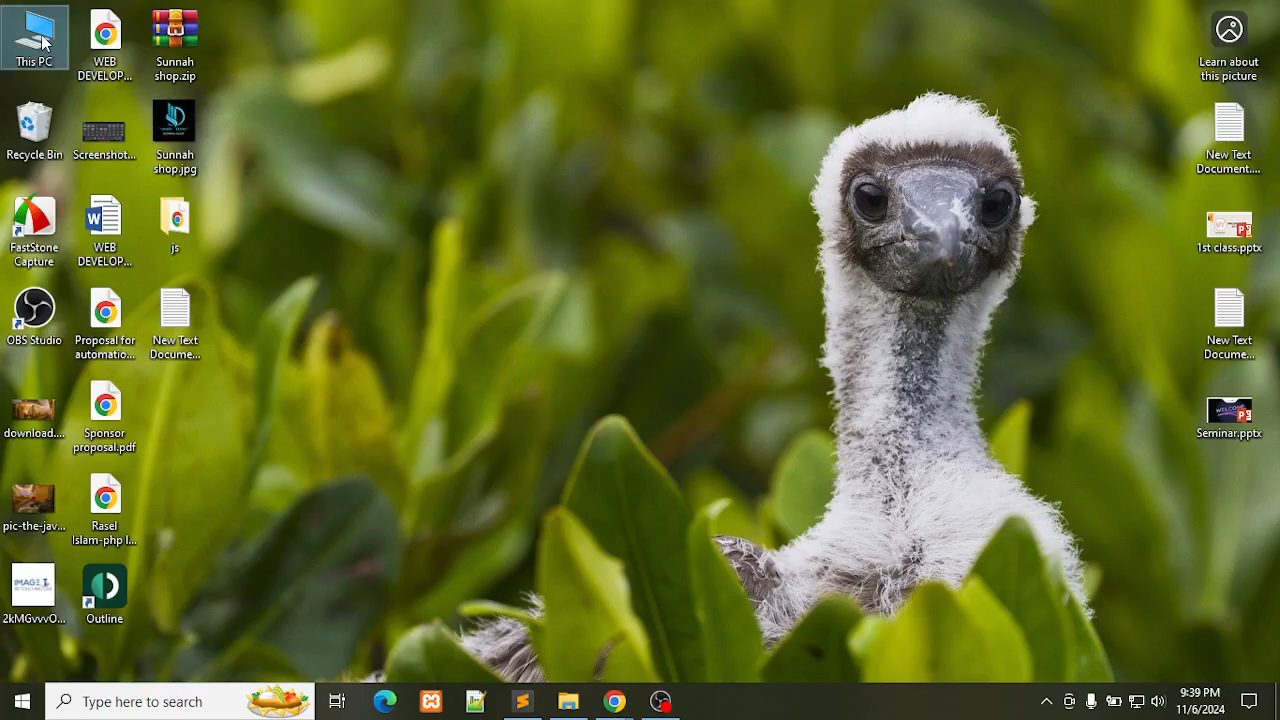 This PC
WEB
DEVELOP...
Sunnah
shop.zip
Recycle Bin
Screenshot...
Sunnah
shop.jpg
FastStone
Capture
WEB
DEVELOP...
js
OBS Studio
Proposal for
automatio...
New Text
Docume...
download....
Sponsor
proposal.pdf
pic-the-jav...
Rasel
Islam-php l...
IMAGE
2kMGvvvO...
Outline
Learn about
this picture
New Text
Document....
1st class.pptx
New Text
Docume...
WELCOME
Seminar.pptx
Type here to search
11/6/2024